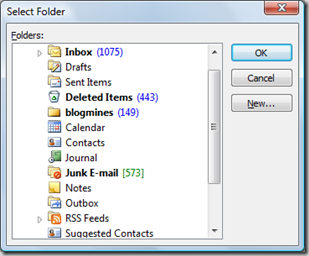 Select Folder
Folders:
Inbox (1075)
Drafts
Sent Items
Deleted Items (443)
blogmines (149)
Calendar
Contacts
Journal
Junk E-mail [573]
Notes
Outbox
RSS Feeds
Suggested Contacts
OK
Cancel
New...